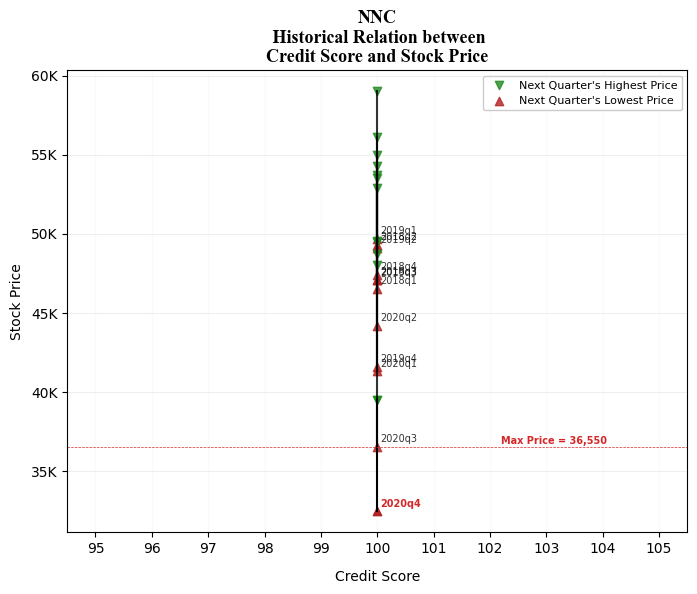 NNC
Historical Relation between
Credit Score and Stock Price
Next Quarter's Highest Price
Next Quarter's Lowest Price
60K
55K
50K
45K
40K
35K
Stock Price
2019q1
2019q2
2018q4
2018q1
2020q2
2019q4
2020q1
2020q3
Max Price = 36,550
2020q4
95
96
97
98
99
100
101
102
103
104
105
Credit Score